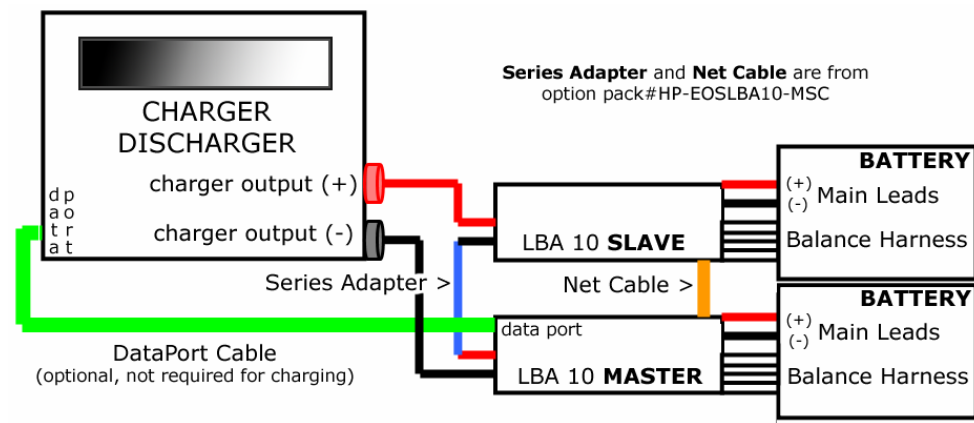 CHARGER
DISCHARGER
charger output (+)
charger output (-)
data port
Series Adapter and Net Cable are from
option pack#HP-EOSLBA10-MSC
BATTERY
(+) Main Leads
(-)
Balance Harness
LBA 10 SLAVE
Series Adapter >
Net Cable >
BATTERY
(+) Main Leads
(-)
Balance Harness
data port
LBA 10 MASTER
DataPort Cable
(optional, not required for charging)